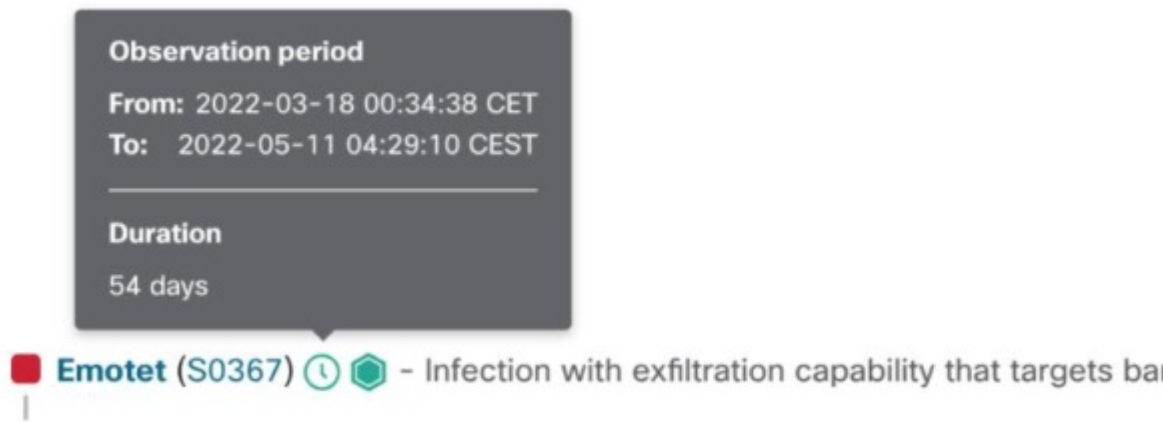 Observation period
From: 2022-03-18 00:34:38 CET
To: 2022-05-11 04:29:10 CEST
Duration
54 days
Emotet (S0367) - Infection with exfiltration capability that targets